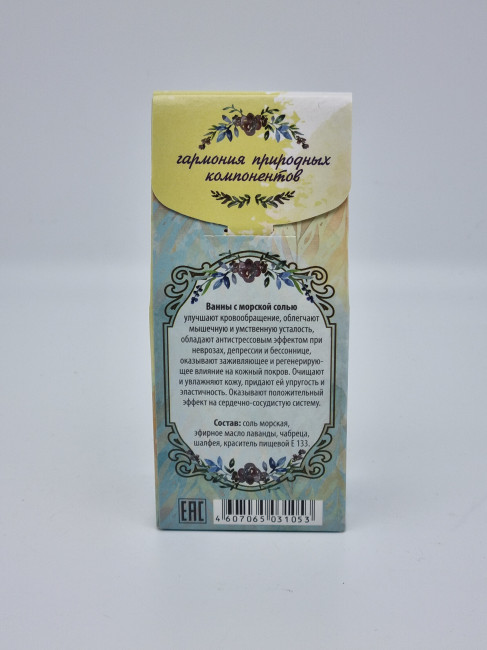 гармония природных
компонентов
Ванны с морской солью
улучшают кровообращение, облегчают
мышечную и умственную усталость,
обладают антистрессовым эффектом при
неврозах, депрессии и бессоннице,
оказывают заживляющее и регенерирую-
щее влияние на кожный покров. Очищают
и увлажняют кожу, придают ей упругость и
эластичность. Оказывают положительный
эффект на сердечно-сосудистую систему.
Состав: соль морская,
эфирное масло лаванды, чабреца,
шалфея, краситель пищевой Е 133.
EAC
4 607065 031053